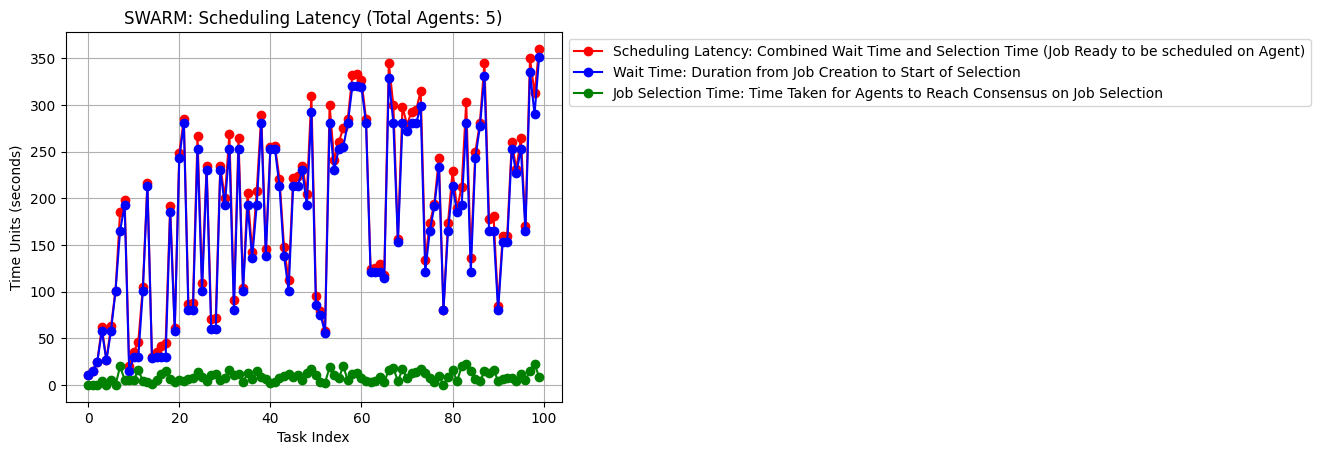 SWARM: Scheduling Latency (Total Agents: 5)
Scheduling Latency: Combined Wait Time and Selection Time (Job Ready to be scheduled on Agent)
Wait Time: Duration from Job Creation to Start of Selection
Job Selection Time: Time Taken for Agents to Reach Consensus on Job Selection
Time Units (seconds)
350
300
250
200
150
100
50
0
0 20 40 60 80 100
Task Index